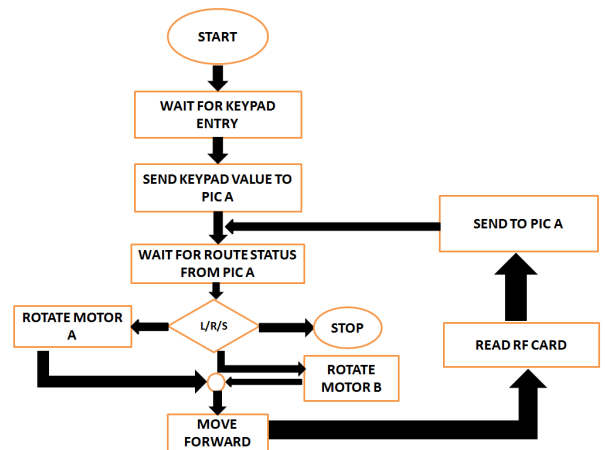 START
WAIT FOR KEYPAD
ENTRY
SEND KEYPAD VALUE TO
PIC A
SEND TO PIC A
WAIT FOR ROUTE STATUS
FROM PIC A
ROTATE MOTOR
A
L/R/S
STOP
READ RF CARD
ROTATE
MOTOR B
MOVE
FORWARD